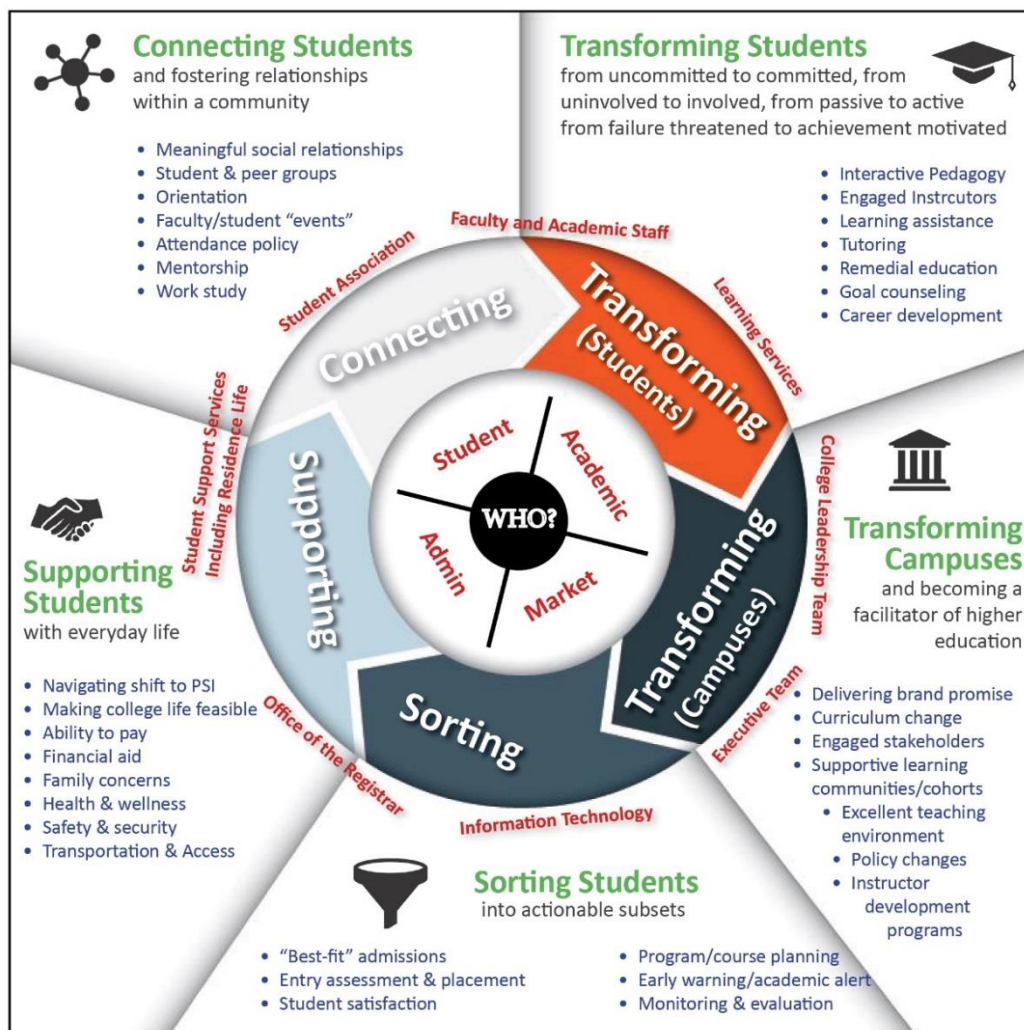 Connecting Students
and fostering relationships
within a community
• Meaningful social relationships
• Student & peer groups
• Orientation
• Faculty/student “events”
• Attendance policy
• Mentorship
• Work study
Transforming Students
from uncommitted to committed, from
uninvolved to involved, from passive to active
from failure threatened to achievement motivated
• Interactive Pedagogy
• Engaged Instrcutors
• Learning assistance
• Tutoring
• Remedial education
• Goal counseling
• Career development
Faculty and Academic Staff
Student Association
Learning Services
Student Support Services
Including Residence Life
College Leadership Team
Executive Team
Office of the Registrar
Information Technology
Connecting
Transforming
(Students)
Supporting
Transforming
(Campuses)
Sorting
Student
Academic
WHO?
Admin
Market
Supporting
Students
with everyday life
• Navigating shift to PSI
• Making college life feasible
• Ability to pay
• Financial aid
• Family concerns
• Health & wellness
• Safety & security
• Transportation & Access
Transforming
Campuses
and becoming a
facilitator of higher
education
• Delivering brand promise
• Curriculum change
• Engaged stakeholders
• Supportive learning
communities/cohorts
• Excellent teaching
environment
• Policy changes
• Instructor
development
programs
Sorting Students
into actionable subsets
• “Best-fit” admissions
• Entry assessment & placement
• Student satisfaction
• Program/course planning
• Early warning/academic alert
• Monitoring & evaluation